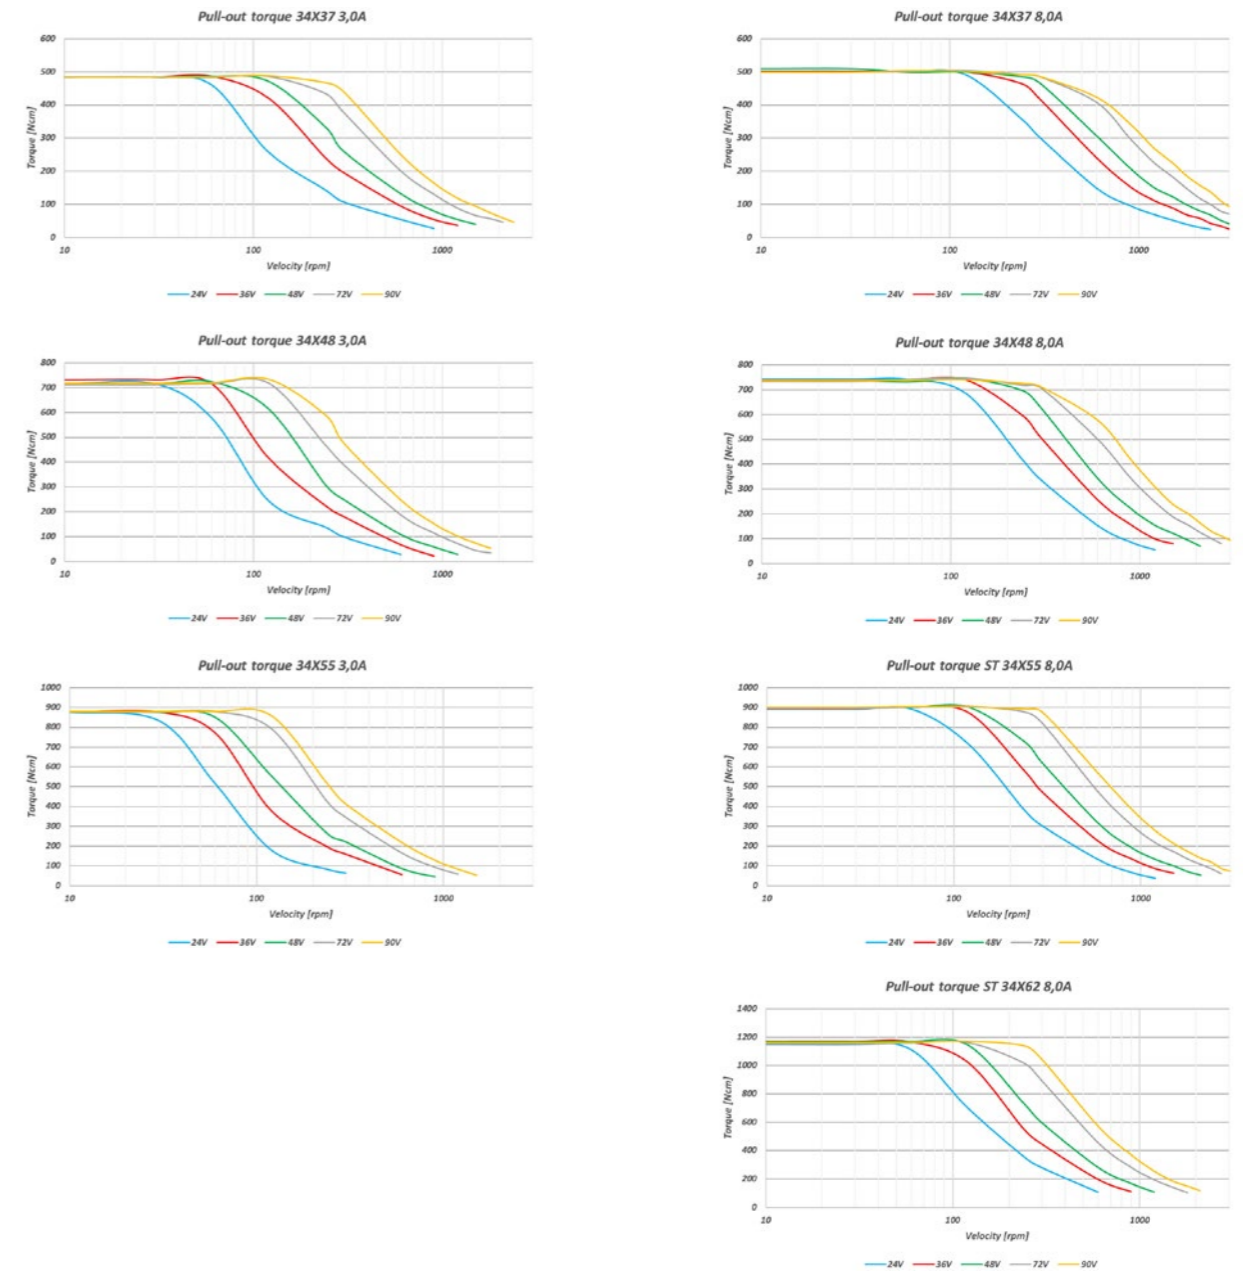 Pull-out torque 34X37 3,0A
Torque [Ncm]
600
500
400
300
200
100
0
10 100 1000
Velocity [rpm]
24V 36V 48V 72V 90V
Pull-out torque 34X37 8,0A
Torque [Ncm]
600
500
400
300
200
100
0
10 100 1000
Velocity [rpm]
24V 36V 48V 72V 90V
Pull-out torque 34X48 3,0A
Torque [Ncm]
800
700
600
500
400
300
200
100
0
10 100 1000
Velocity [rpm]
24V 36V 48V 72V 90V
Pull-out torque 34X48 8,0A
Torque [Ncm]
800
700
600
500
400
300
200
100
0
10 100 1000
Velocity [rpm]
24V 36V 48V 72V 90V
Pull-out torque 34X55 3,0A
Torque [Ncm]
1000
900
800
700
600
500
400
300
200
100
0
10 100 1000
Velocity [rpm]
24V 36V 48V 72V 90V
Pull-out torque ST 34X55 8,0A
Torque [Ncm]
1000
900
800
700
600
500
400
300
200
100
0
10 100 1000
Velocity [rpm]
24V 36V 48V 72V 90V
Pull-out torque ST 34X62 8,0A
Torque [Ncm]
1400
1200
1000
800
600
400
200
0
10 100 1000
Velocity [rpm]
24V 36V 48V 72V 90V